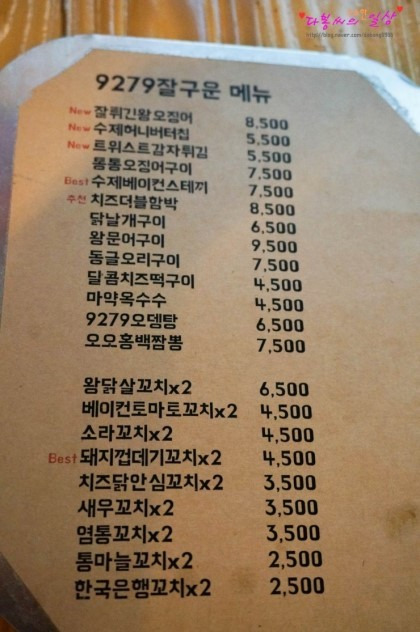 다롱씨의 일상
9279잘구운 메뉴
New 잘튀긴왕오징어 8,500
New 수제허니버터칩 5,500
New 트위스트감자튀김 5,500
통통오징어구이 7,500
Best 수제베이컨스테끼 7,500
추천 치즈더블함박 8,500
닭날개구이 6,500
왕문어구이 9,500
동글오리구이 7,500
달콤치즈떡구이 4,500
마약옥수수 4,500
9279오뎅탕 6,500
오오홍백짬뽕 7,500
왕닭살꼬치x2 6,500
베이컨토마토꼬치x2 4,500
소라꼬치x2 4,500
Best 돼지껍데기꼬치x2 4,500
치즈닭안심꼬치x2 3,500
새우꼬치x2 3,500
염통꼬치x2 3,500
통마늘꼬치x2 2,500
한국은행꼬치x2 2,500